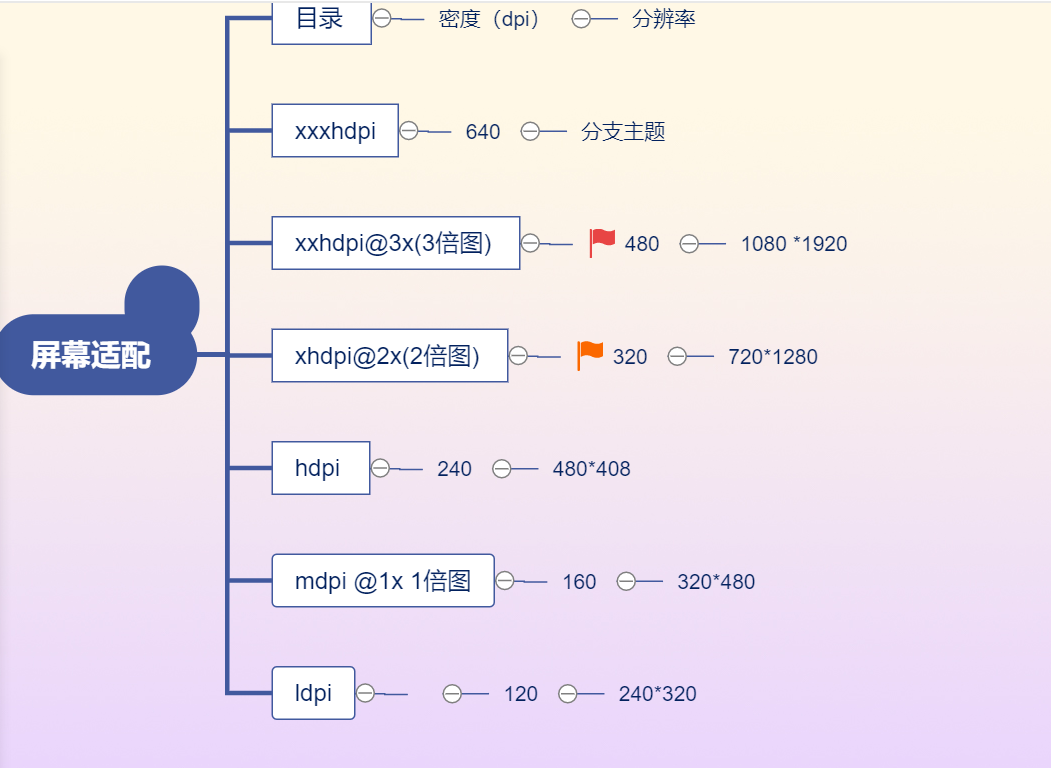 目录 密度（dpi） 分辨率
xxxhdpi 640 分支主题
xxhdpi@3x(3倍图) 480 1080 *1920
屏幕适配
xhdpi@2x(2倍图) 320 720*1280
hdpi 240 480*408
mdpi @1x 1倍图 160 320*480
ldpi 120 240*320